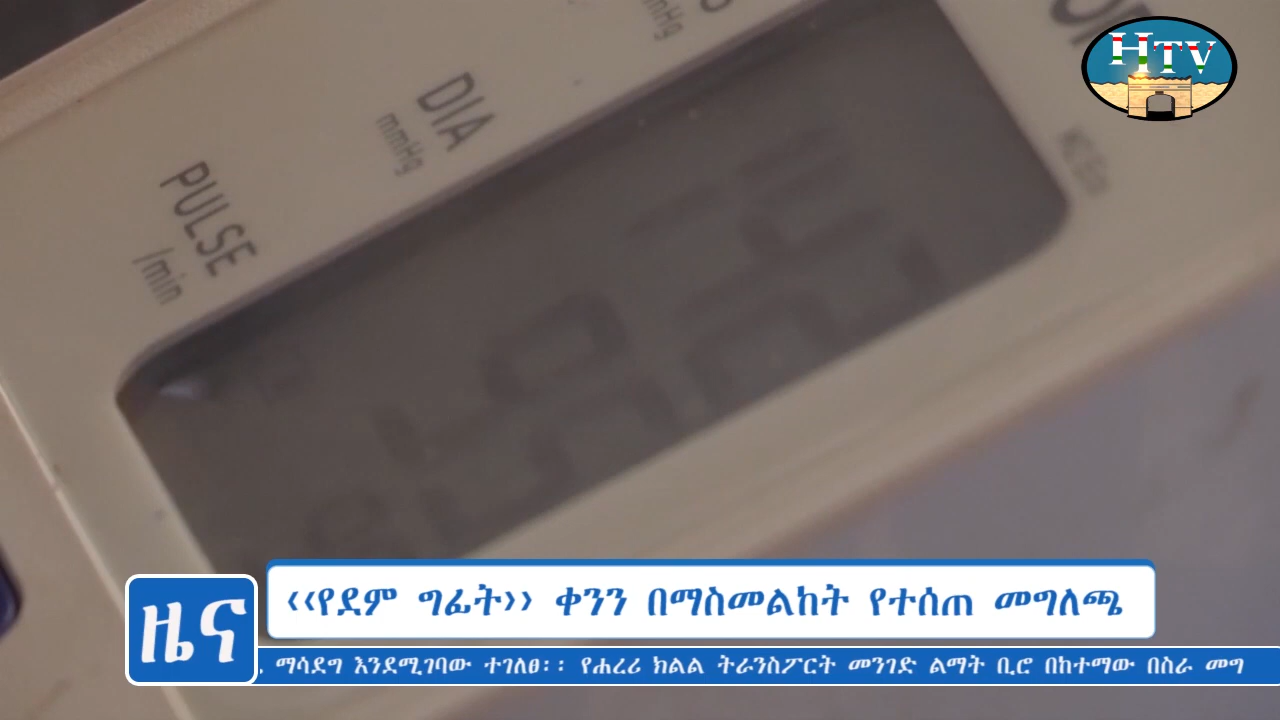 HTV
DIA
mmHg
PULSE
/min
‹‹የደም ግፊት›› ቀንን በማስመልከት የተሰጠ መግለጫ
ዜና
ማሳደግ እንደሚገባው ተገለፀ፡፡ የሐረሪ ክልል ትራንስፖርት መንገድ ልማት ቢሮ በከተማው በስራ መግ